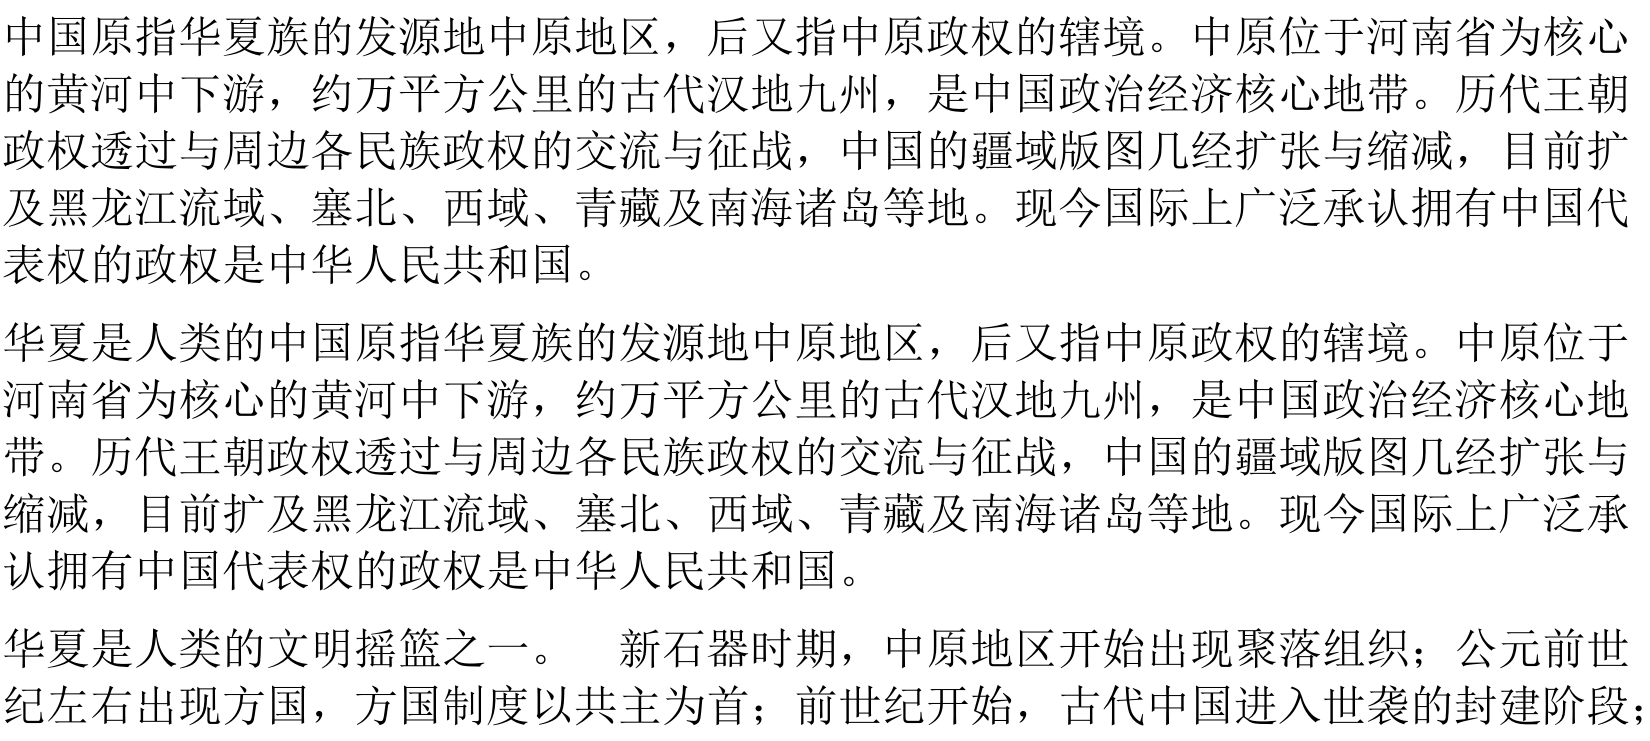 中国原指华夏族的发源地中原地区，后又指中原政权的辖境。中原位于河南省为核心
的黄河中下游，约万平方公里的古代汉地九州，是中国政治经济核心地带。历代王朝
政权透过与周边各民族政权的交流与征战，中国的疆域版图几经扩张与缩减，目前扩
及黑龙江流域、塞北、西域、青藏及南海诸岛等地。现今国际上广泛承认拥有中国代
表权的政权是中华人民共和国。
华夏是人类的中国原指华夏族的发源地中原地区，后又指中原政权的辖境。中原位于
河南省为核心的黄河中下游，约万平方公里的古代汉地九州，是中国政治经济核心地
带。历代王朝政权透过与周边各民族政权的交流与征战，中国的疆域版图几经扩张与
缩减，目前扩及黑龙江流域、塞北、西域、青藏及南海诸岛等地。现今国际上广泛承
认拥有中国代表权的政权是中华人民共和国。
华夏是人类的文明摇篮之一。　新石器时期，中原地区开始出现聚落组织；公元前世
纪左右出现方国，方国制度以共主为首；前世纪开始，古代中国进入世袭的封建阶段；